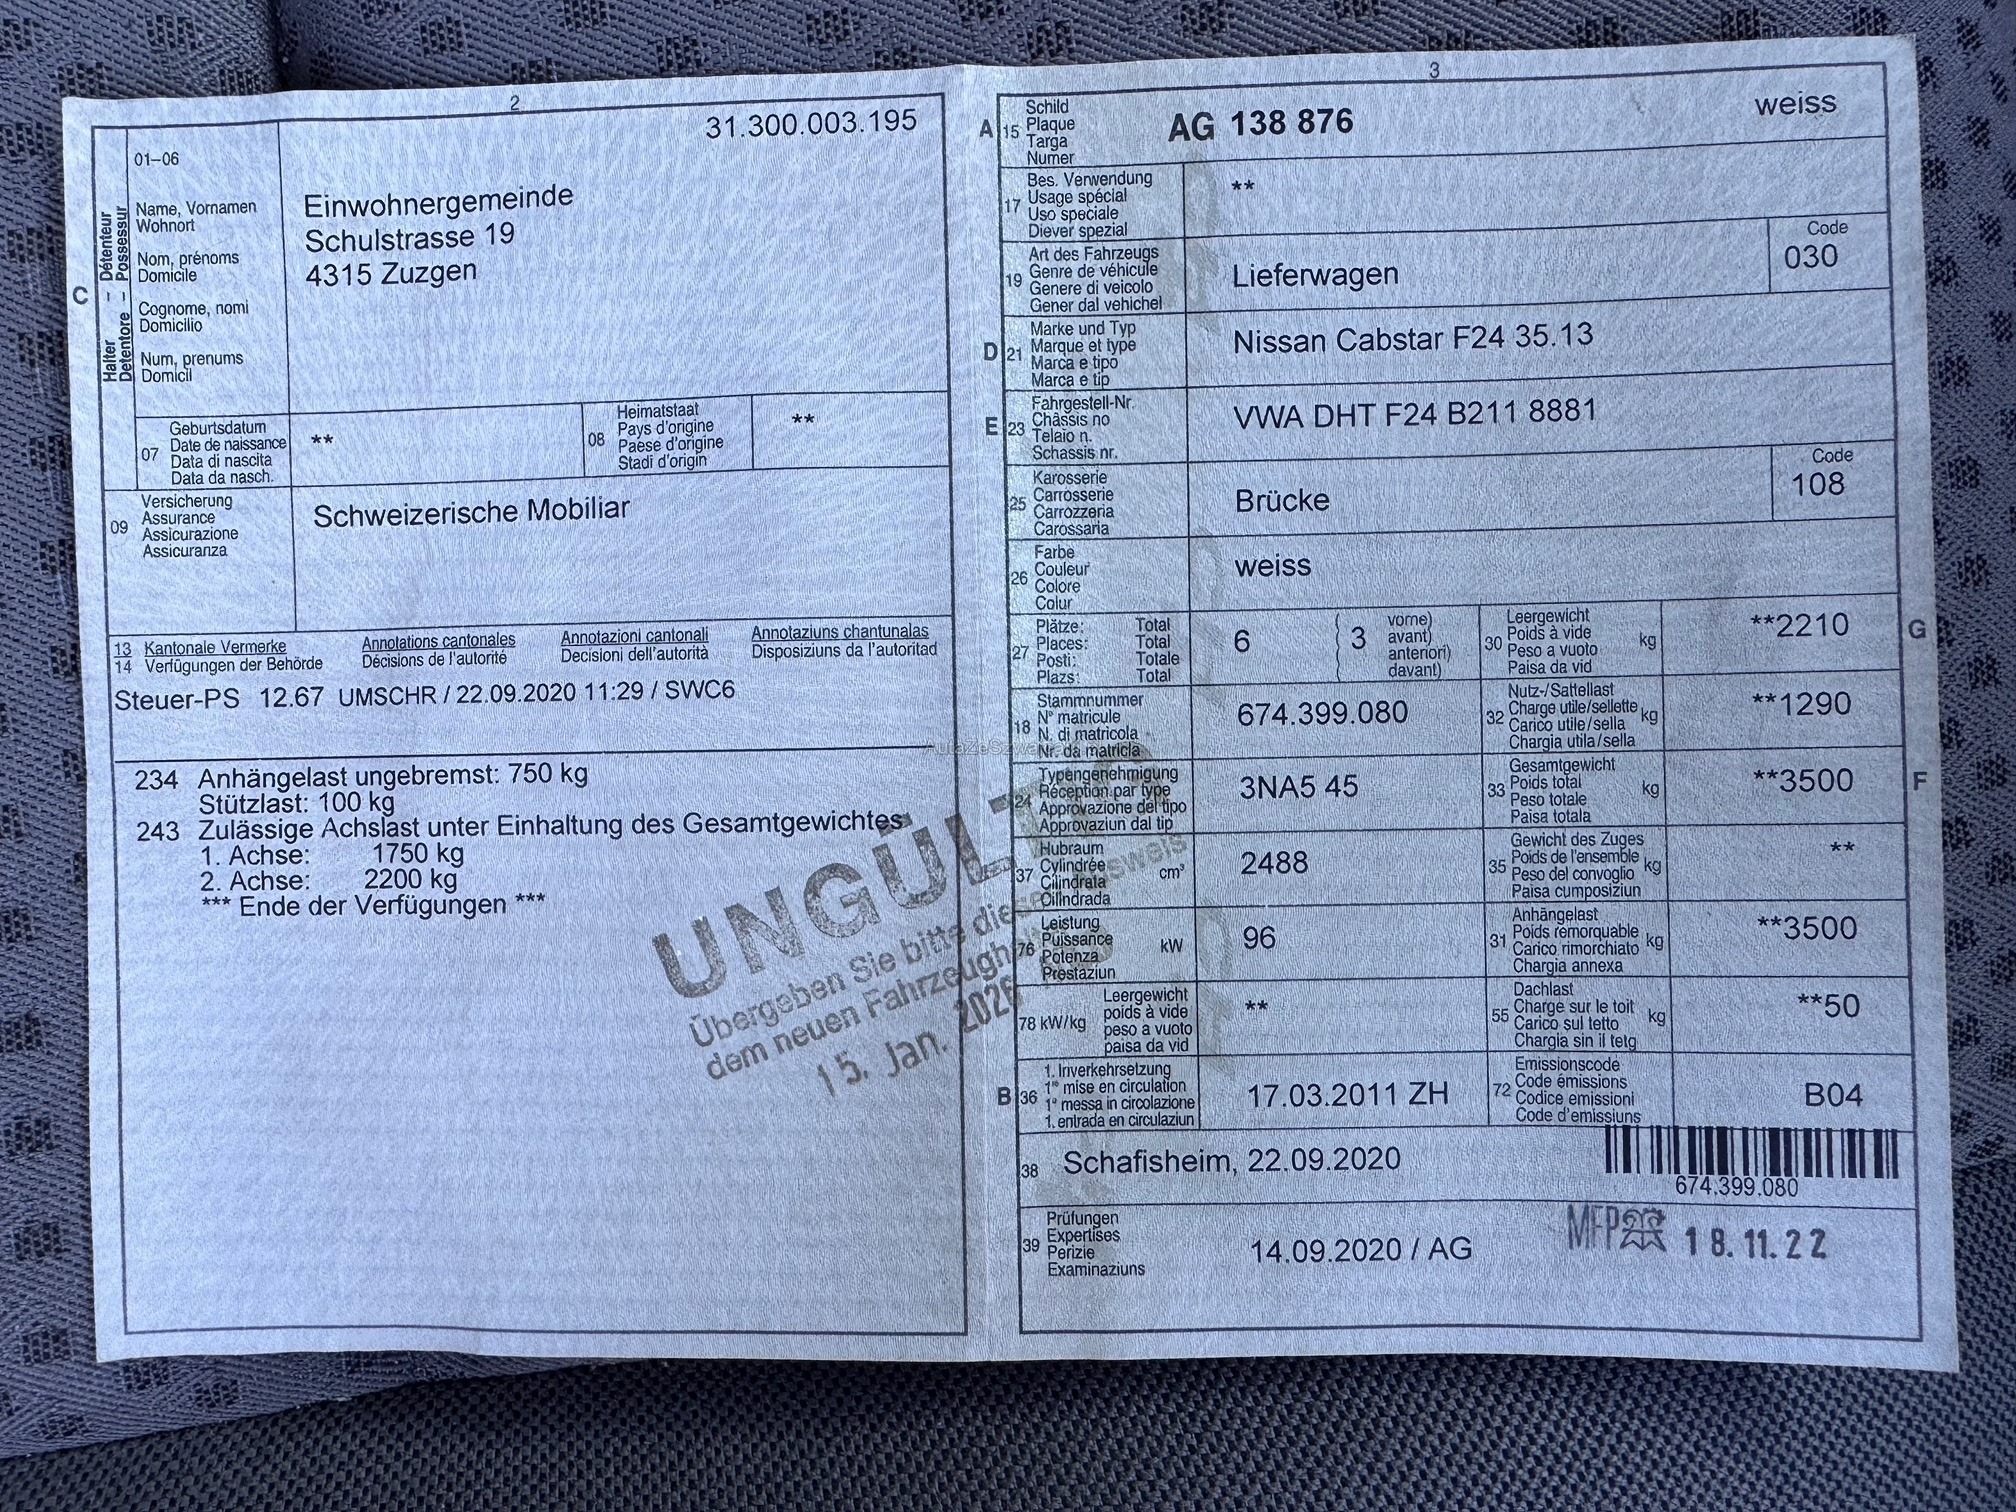 2
31.300.003.195
C
Halter - Détenteur
Detentore - Possessur
01–06
Name, Vornamen
Wohnort
Nom, prénoms
Domicile
Cognome, nomi
Domicilio
Num, prenums
Domicil
Einwohnergemeinde
Schulstrasse 19
4315 Zuzgen
07
Geburtsdatum
Date de naissance
Data di nascita
Data da nasch.
**
08
Heimatstaat
Pays d'origine
Paese d'origine
Stadi d'origin
**
09
Versicherung
Assurance
Assicurazione
Assicuranza
Schweizerische Mobiliar
13 Kantonale Vermerke Annotations cantonales Annotazioni cantonali Annotaziuns chantunalas
14 Verfügungen der Behörde Décisions de l'autorité Decisioni dell'autorità Disposiziuns da l'autoritad
Steuer-PS 12.67 UMSCHR / 22.09.2020 11:29 / SWC6
234 Anhängelast ungebremst: 750 kg
Stützlast: 100 kg
243 Zulässige Achslast unter Einhaltung des Gesamtgewichtes
1. Achse: 1750 kg
2. Achse: 2200 kg
*** Ende der Verfügungen ***
Übergeben Sie bitte
dem neuen
15. Jan. 2026
3
A 15
Schild
Plaque
Targa
Numer
AG 138 876
weiss
17
Bes. Verwendung
Usage spécial
Uso speciale
Diever spezial
**
19
Art des Fahrzeugs
Genre de véhicule
Genere di veicolo
Gener dal vehichel
Lieferwagen
Code
030
D 21
Marke und Typ
Marque et type
Marca e tipo
Marca e tip
Nissan Cabstar F24 35.13
E 23
Fahrgestell-Nr.
Châssis no
Telaio n.
Schassis nr.
VWA DHT F24 B211 8881
25
Karosserie
Carrosserie
Carrozzeria
Carossaria
Brücke
Code
108
26
Farbe
Couleur
Colore
Colur
weiss
27
Plätze: Total
Places: Total
Posti: Totale
Plazs: Total
6
3
vorne)
avant)
anteriori)
davant)
30
Leergewicht
Poids à vide
Peso a vuoto
Paisa da vid
kg
**2210
G
18
Stammnummer
N° matricule
N. di matricola
Nr. da matricla
674.399.080
32
Nutz-/Sattellast
Charge utile/sellette
Carico utile/sella
Chargia utila/sella
kg
**1290
24
Typengenehmigung
Réception par type
Approvazione del tipo
Approvaziun dal tip
3NA5 45
33
Gesamtgewicht
Poids total
Peso totale
Paisa totala
kg
**3500
F
37
Hubraum
Cylindrée
Cilindrata
Cilindrada
cm³
2488
35
Gewicht des Zuges
Poids de l'ensemble
Peso del convoglio
Paisa cumposiziun
kg
**
76
Leistung
Puissance
Potenza
Prestaziun
kW
96
31
Anhängelast
Poids remorquable
Carico rimorchiato
Chargia annexa
kg
**3500
78 kW/kg
Leergewicht
poids à vide
peso a vuoto
paisa da vid
**
55
Dachlast
Charge sur le toit
Carico sul tetto
Chargia sin il tetg
kg
**50
B 36
1. Inverkehrsetzung
1re mise en circulation
1a messa in circolazione
1. entrada en circulaziun
17.03.2011 ZH
72
Emissionscode
Code émissions
Codice emissioni
Code d'emissiuns
B04
38
Schafisheim, 22.09.2020
674.399.080
39
Prüfungen
Expertises
Perizie
Examinaziuns
14.09.2020 / AG
18.11.22